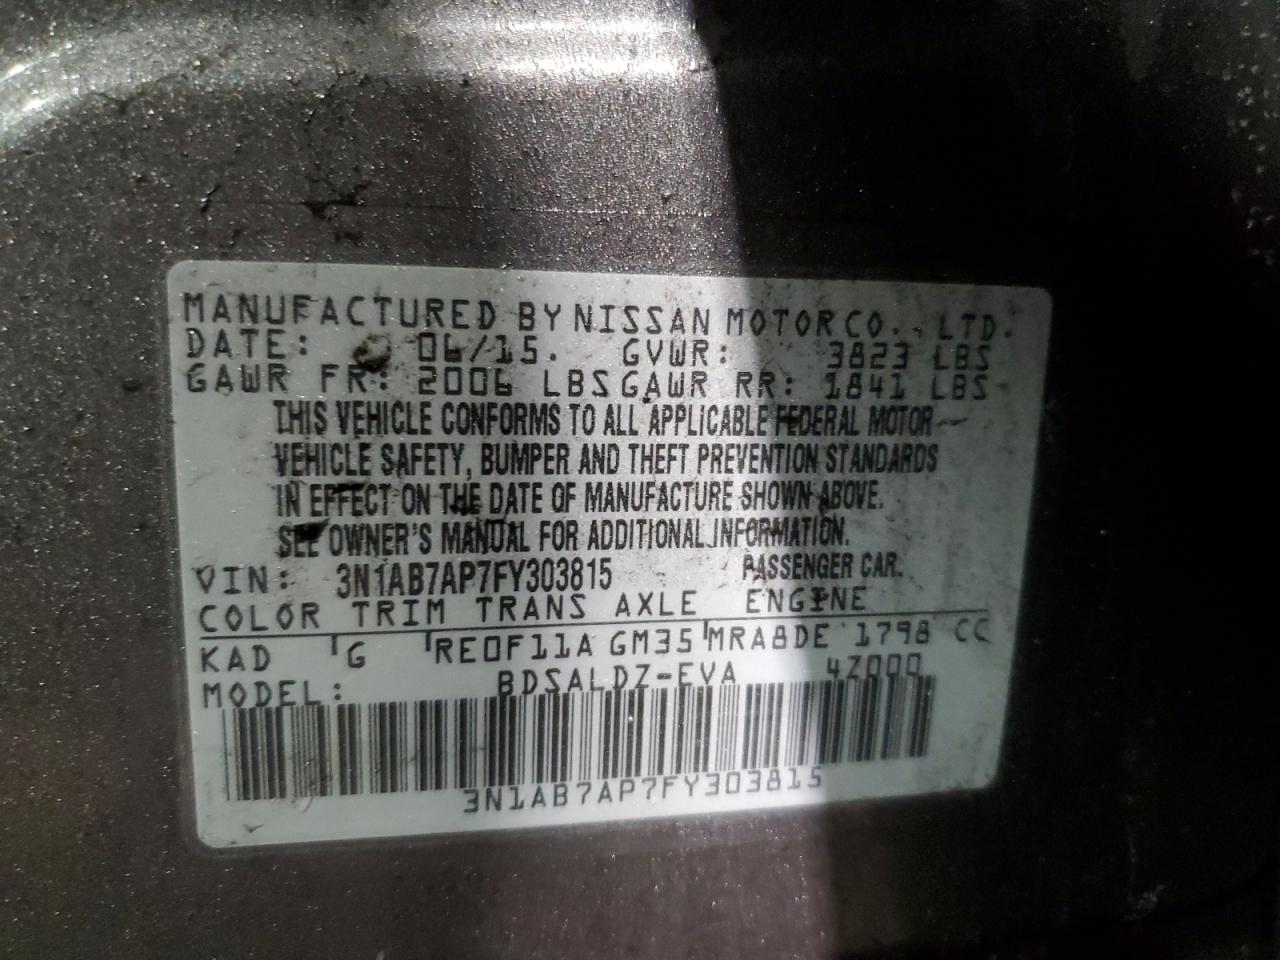 MANUFACTURED BY NISSAN MOTOR CO., LTD.
DATE: 06/15. GVWR: 3823 LBS
GAWR FR: 2006 LBS GAWR RR: 1841 LBS
THIS VEHICLE CONFORMS TO ALL APPLICABLE FEDERAL MOTOR
VEHICLE SAFETY, BUMPER AND THEFT PREVENTION STANDARDS
IN EFFECT ON THE DATE OF MANUFACTURE SHOWN ABOVE.
SEE OWNER'S MANUAL FOR ADDITIONAL INFORMATION.
VIN: 3N1AB7AP7FY303815 PASSENGER CAR.
COLOR TRIM TRANS AXLE ENGINE
KAD G RE0F11A GM35 MRA8DE 1798 CC
MODEL: BDSALDZ-EVA 4Z000
3N1AB7AP7FY303815